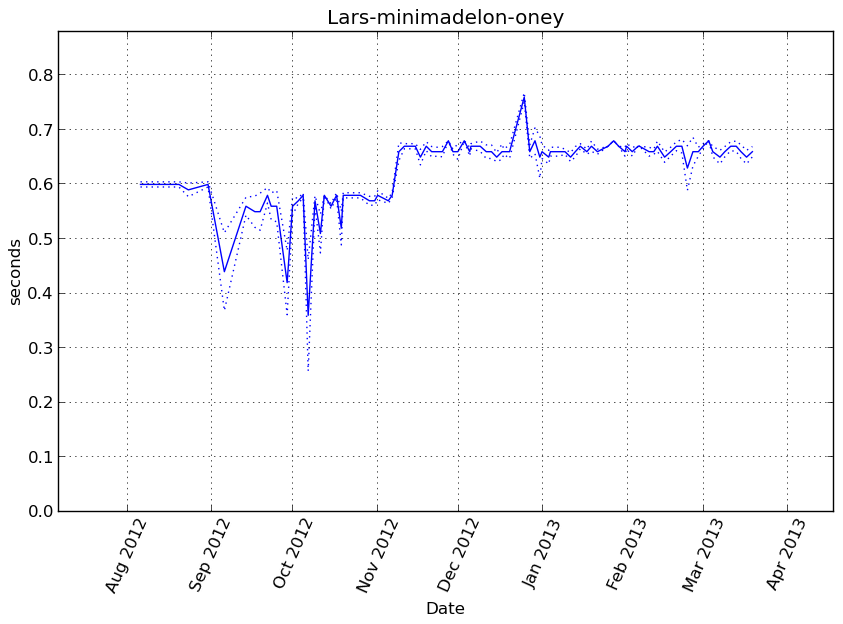 Lars-minimadelon-oney
0.8
0.7
0.6
0.5
0.4
0.3
0.2
0.1
0.0
seconds
Aug 2012
Sep 2012
Oct 2012
Nov 2012
Dec 2012
Jan 2013
Feb 2013
Mar 2013
Apr 2013
Date